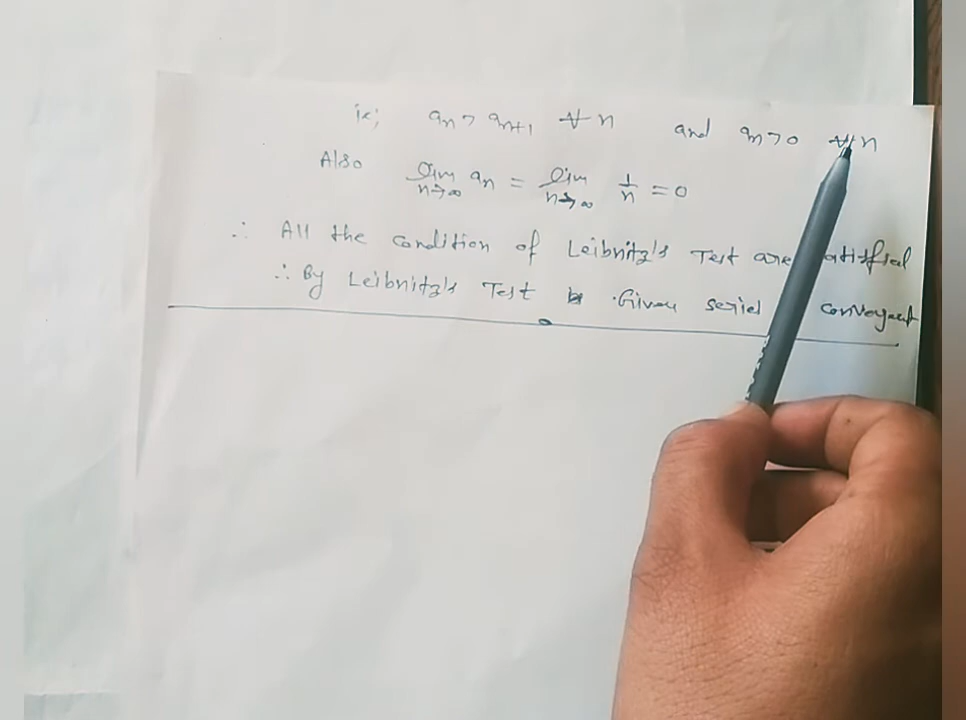 ie; an > an+1 ∀ n and an > 0 ∀ n
Also lim n→∞ an = lim n→∞ 1/n = 0
∴ All the condition of Leibnitz's Test are satisfied
∴ By Leibnitz's Test Given series convergent